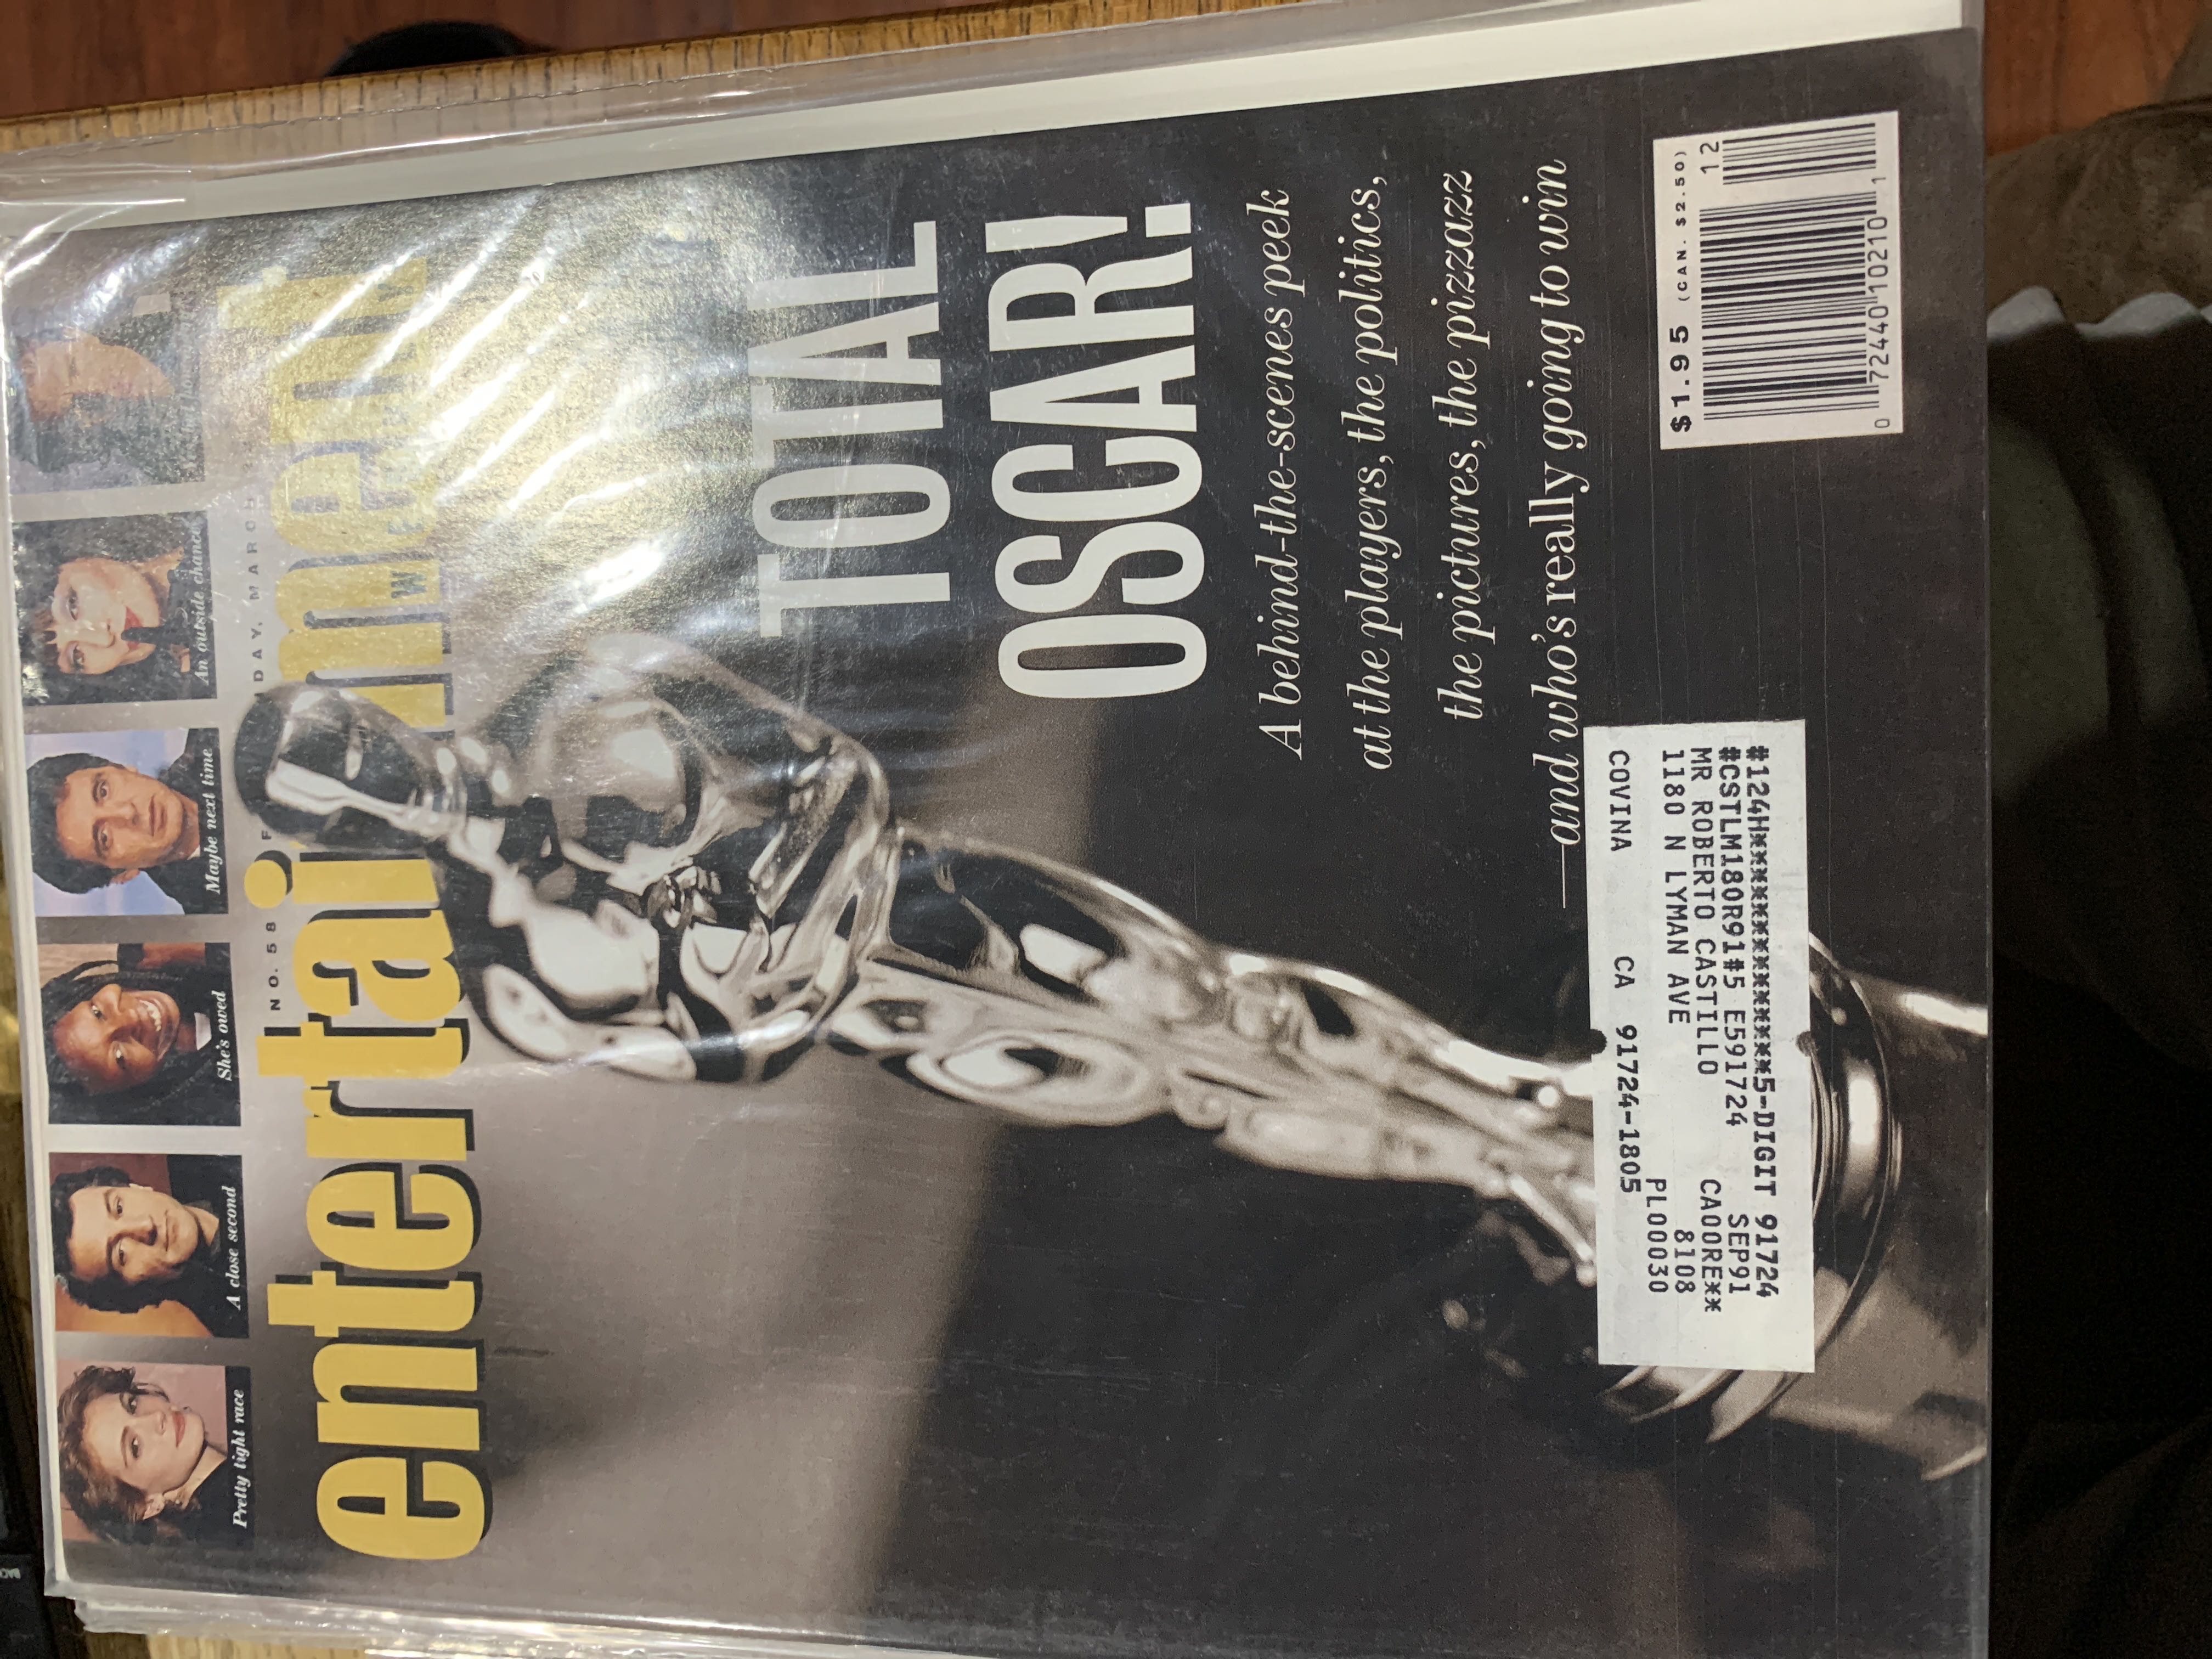 Pretty tight race
A close second
She's owed
Maybe next time
An outside chance
NO. 58
MARCH
entertainment
WEEKLY
TOTAL
OSCAR!
A behind-the-scenes peek
at the players, the politics,
the pictures, the pizzazz
—and who's really going to win
$1.95 (CAN. $2.50)
12
0 72440 10210 1
#124H******************5-DIGIT 91724
#CSTLM180R91#5 E591724 SEP91
MR ROBERTO CASTILLO CA00RE**
1180 N LYMAN AVE 8108
PL00030
COVINA CA 91724-1805
BACK